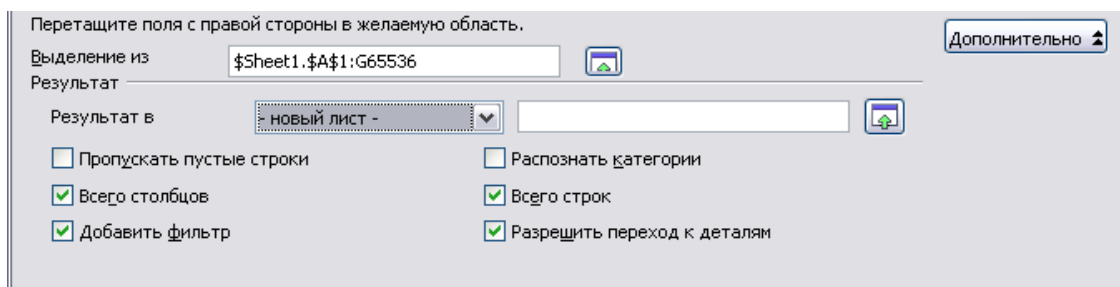 Перетащите поля с правой стороны в желаемую область.
Дополнительно
Выделение из $Sheet1.$A$1:G65536
Результат
Результат в - новый лист -
Пропускать пустые строки Распознать категории
Всего столбцов Всего строк
Добавить фильтр Разрешить переход к деталям